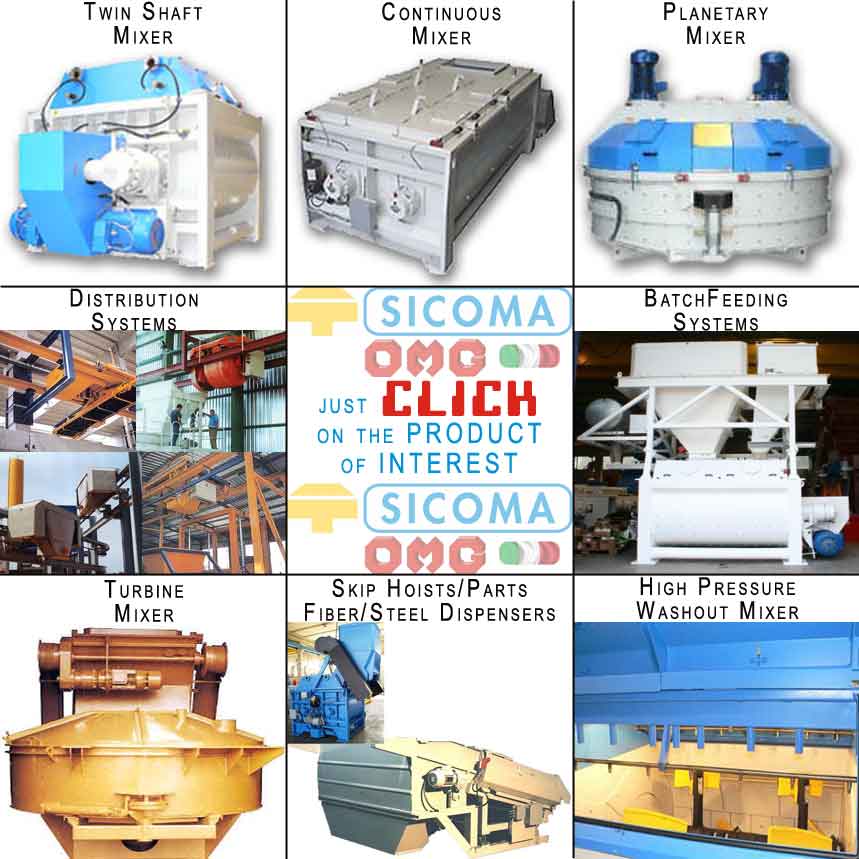 Twin Shaft
Mixer
Continuous
Mixer
Planetary
Mixer
Distribution
Systems
SICOMA
OMG
JUST CLICK
ON THE PRODUCT
OF INTEREST
SICOMA
OMG
BatchFeeding
Systems
Turbine
Mixer
Skip Hoists/Parts
Fiber/Steel Dispensers
High Pressure
Washout Mixer